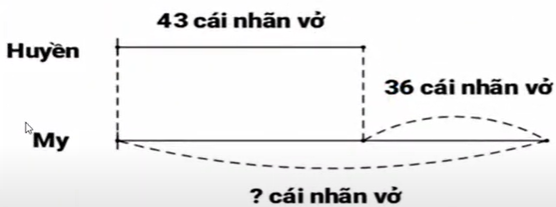 43 cái nhãn vở
Huyền
36 cái nhãn vở
My
? cái nhãn vở